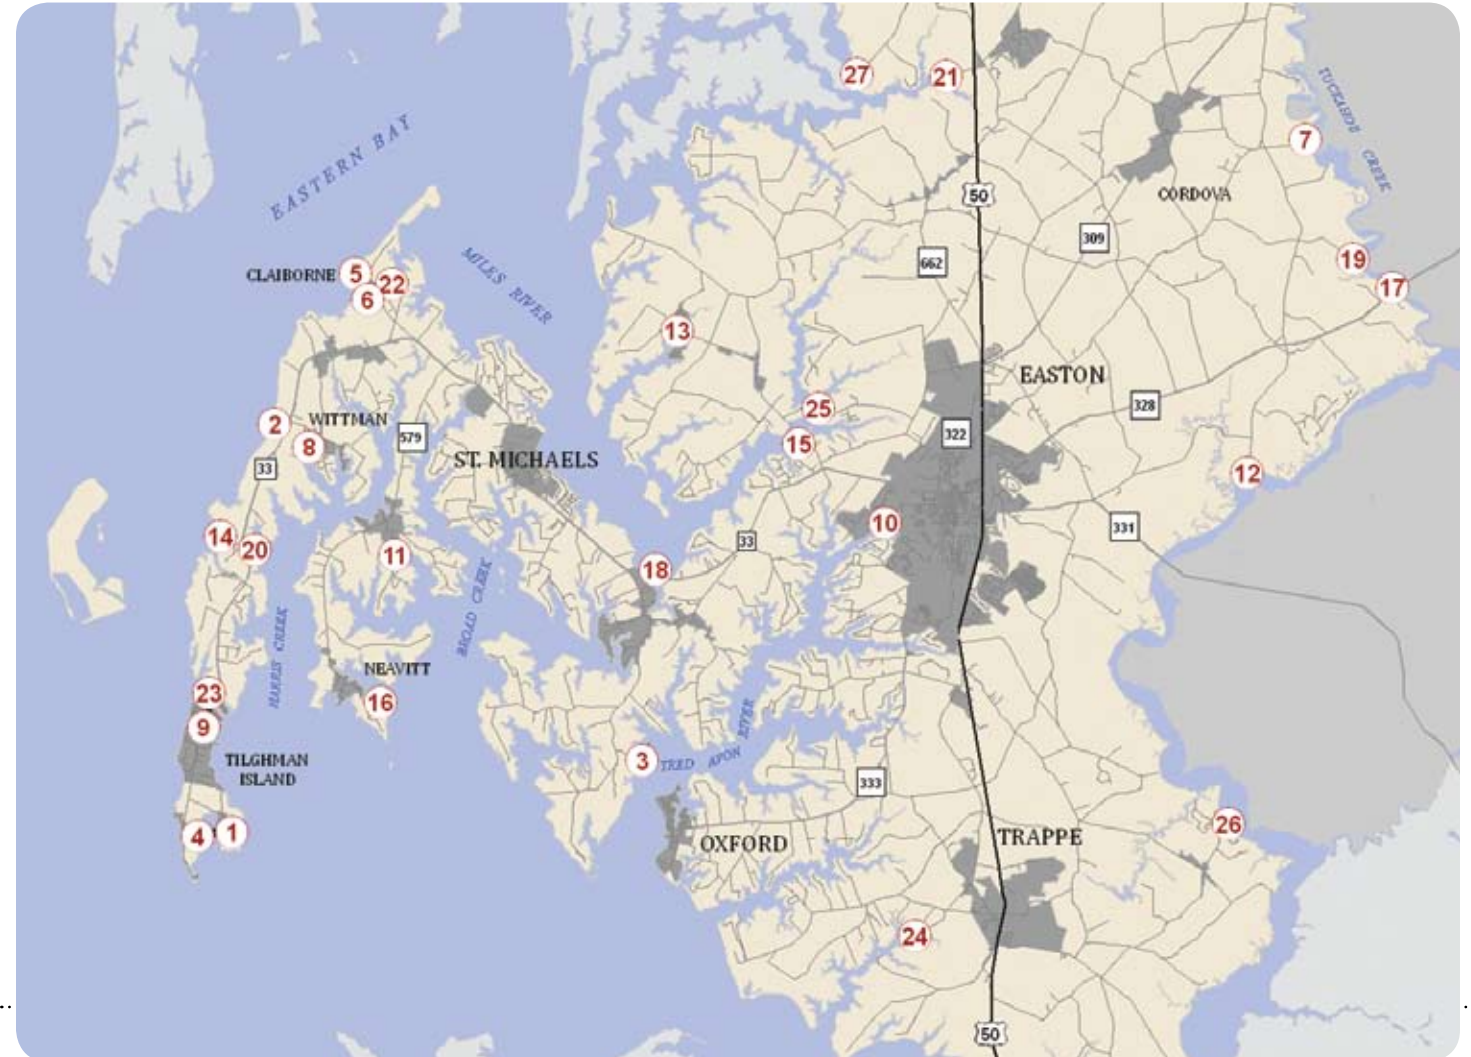 27
21
TUCKAHOE CREEK
7
EASTERN BAY
50
CORDOVA
309
662
MILES RIVER
19
CLAIBORNE
5
22
6
17
13
EASTON
328
25
2
WITTMAN
8
579
322
15
ST. MICHAELS
33
12
10
331
14
20
11
33
18
BROAD CREEK
HARRIS CREEK
NEAVITT
23
16
9
TRED AVON RIVER
3
TILGHMAN
ISLAND
333
26
4
1
OXFORD
TRAPPE
24
50